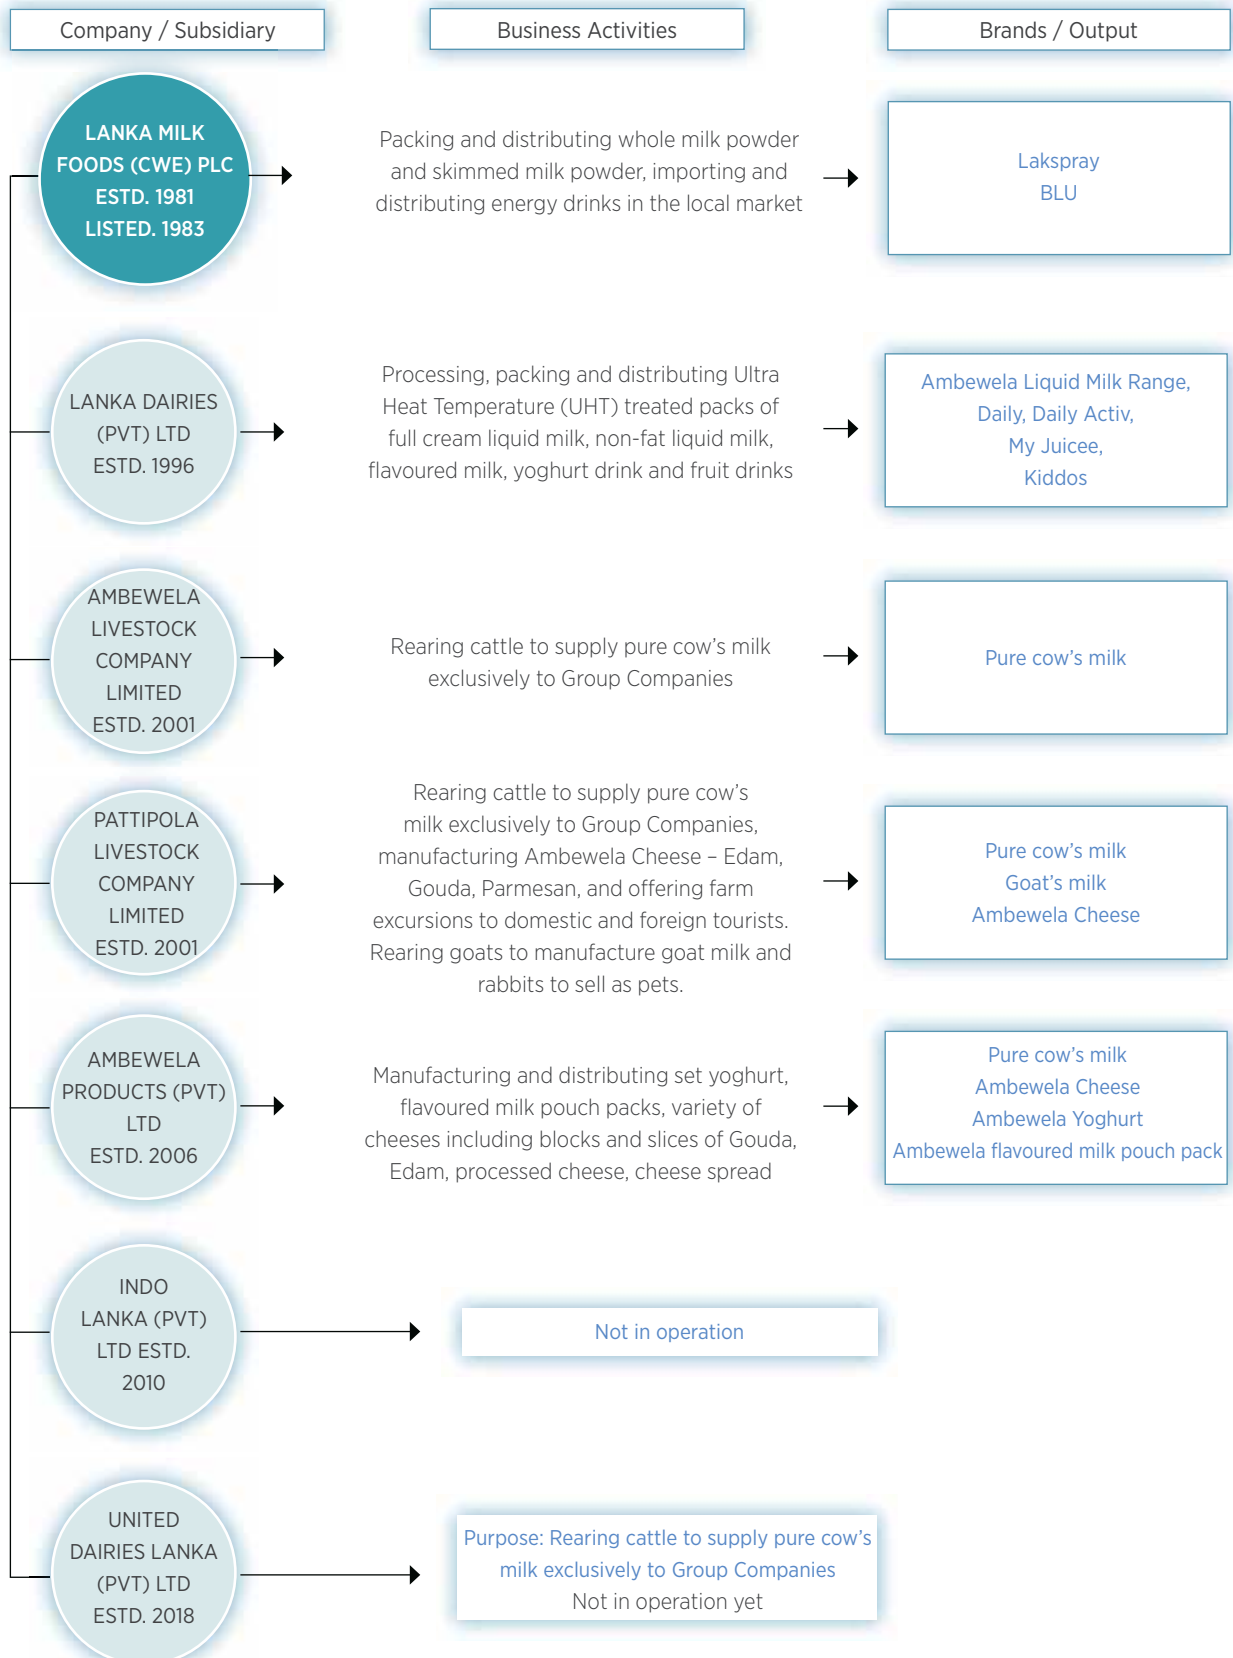 Company / Subsidiary
Business Activities
Brands / Output
LANKA MILK
FOODS (CWE) PLC
ESTD. 1981
LISTED. 1983
Packing and distributing whole milk powder
and skimmed milk powder, importing and
distributing energy drinks in the local market
Lakspray
BLU
LANKA DAIRIES
(PVT) LTD
ESTD. 1996
Processing, packing and distributing Ultra
Heat Temperature (UHT) treated packs of
full cream liquid milk, non-fat liquid milk,
flavoured milk, yoghurt drink and fruit drinks
Ambewela Liquid Milk Range,
Daily, Daily Activ,
My Juicee,
Kiddos
AMBEWELA
LIVESTOCK
COMPANY
LIMITED
ESTD. 2001
Rearing cattle to supply pure cow’s milk
exclusively to Group Companies
Pure cow’s milk
PATTIPOLA
LIVESTOCK
COMPANY
LIMITED
ESTD. 2001
Rearing cattle to supply pure cow’s
milk exclusively to Group Companies,
manufacturing Ambewela Cheese – Edam,
Gouda, Parmesan, and offering farm
excursions to domestic and foreign tourists.
Rearing goats to manufacture goat milk and
rabbits to sell as pets.
Pure cow’s milk
Goat’s milk
Ambewela Cheese
AMBEWELA
PRODUCTS (PVT)
LTD
ESTD. 2006
Manufacturing and distributing set yoghurt,
flavoured milk pouch packs, variety of
cheeses including blocks and slices of Gouda,
Edam, processed cheese, cheese spread
Pure cow’s milk
Ambewela Cheese
Ambewela Yoghurt
Ambewela flavoured milk pouch pack
INDO
LANKA (PVT)
LTD ESTD.
2010
Not in operation
UNITED
DAIRIES LANKA
(PVT) LTD
ESTD. 2018
Purpose: Rearing cattle to supply pure cow’s
milk exclusively to Group Companies
Not in operation yet